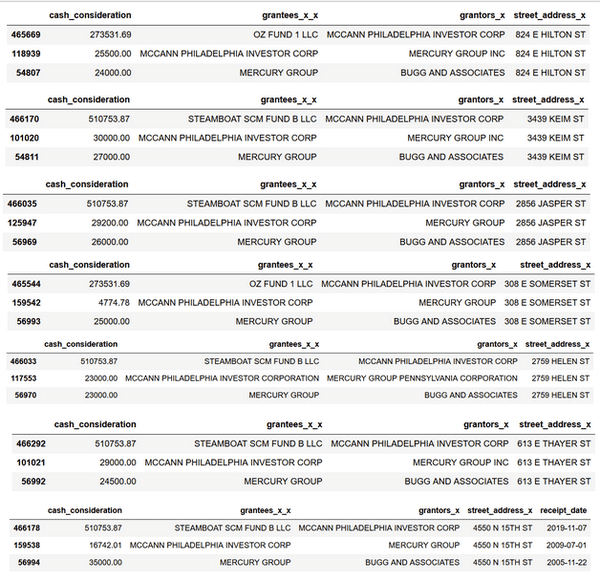 cash_consideration grantees_x_x grantors_x street_address_x
465669 273531.69 OZ FUND 1 LLC MCCANN PHILADELPHIA INVESTOR CORP 824 E HILTON ST
118939 25500.00 MCCANN PHILADELPHIA INVESTOR CORP MERCURY GROUP INC 824 E HILTON ST
54807 24000.00 MERCURY GROUP BUGG AND ASSOCIATES 824 E HILTON ST
cash_consideration grantees_x_x grantors_x street_address_x
466170 510753.87 STEAMBOAT SCM FUND B LLC MCCANN PHILADELPHIA INVESTOR CORP 3439 KEIM ST
101020 30000.00 MCCANN PHILADELPHIA INVESTOR CORP MERCURY GROUP INC 3439 KEIM ST
54811 27000.00 MERCURY GROUP BUGG AND ASSOCIATES 3439 KEIM ST
cash_consideration grantees_x_x grantors_x street_address_x
466035 510753.87 STEAMBOAT SCM FUND B LLC MCCANN PHILADELPHIA INVESTOR CORP 2856 JASPER ST
125947 29200.00 MCCANN PHILADELPHIA INVESTOR CORP MERCURY GROUP 2856 JASPER ST
56969 26000.00 MERCURY GROUP BUGG AND ASSOCIATES 2856 JASPER ST
cash_consideration grantees_x_x grantors_x street_address_x
465544 273531.69 OZ FUND 1 LLC MCCANN PHILADELPHIA INVESTOR CORP 308 E SOMERSET ST
159542 4774.78 MCCANN PHILADELPHIA INVESTOR CORP MERCURY GROUP 308 E SOMERSET ST
56993 25000.00 MERCURY GROUP BUGG AND ASSOCIATES 308 E SOMERSET ST
cash_consideration grantees_x_x grantors_x street_address_x
466033 510753.87 STEAMBOAT SCM FUND B LLC MCCANN PHILADELPHIA INVESTOR CORP 2759 HELEN ST
117553 23000.00 MCCANN PHILADELPHIA INVESTOR CORPORATION MERCURY GROUP PENNSYLVANIA CORPORATION 2759 HELEN ST
56970 23000.00 MERCURY GROUP BUGG AND ASSOCIATES 2759 HELEN ST
cash_consideration grantees_x_x grantors_x street_address_x
466292 510753.87 STEAMBOAT SCM FUND B LLC MCCANN PHILADELPHIA INVESTOR CORP 613 E THAYER ST
101021 29000.00 MCCANN PHILADELPHIA INVESTOR CORP MERCURY GROUP INC 613 E THAYER ST
56992 24500.00 MERCURY GROUP BUGG AND ASSOCIATES 613 E THAYER ST
cash_consideration grantees_x_x grantors_x street_address_x receipt_date
466178 510753.87 STEAMBOAT SCM FUND B LLC MCCANN PHILADELPHIA INVESTOR CORP 4550 N 15TH ST 2019-11-07
159538 16742.01 MCCANN PHILADELPHIA INVESTOR CORP MERCURY GROUP 4550 N 15TH ST 2009-07-01
56994 35000.00 MERCURY GROUP BUGG AND ASSOCIATES 4550 N 15TH ST 2005-11-22